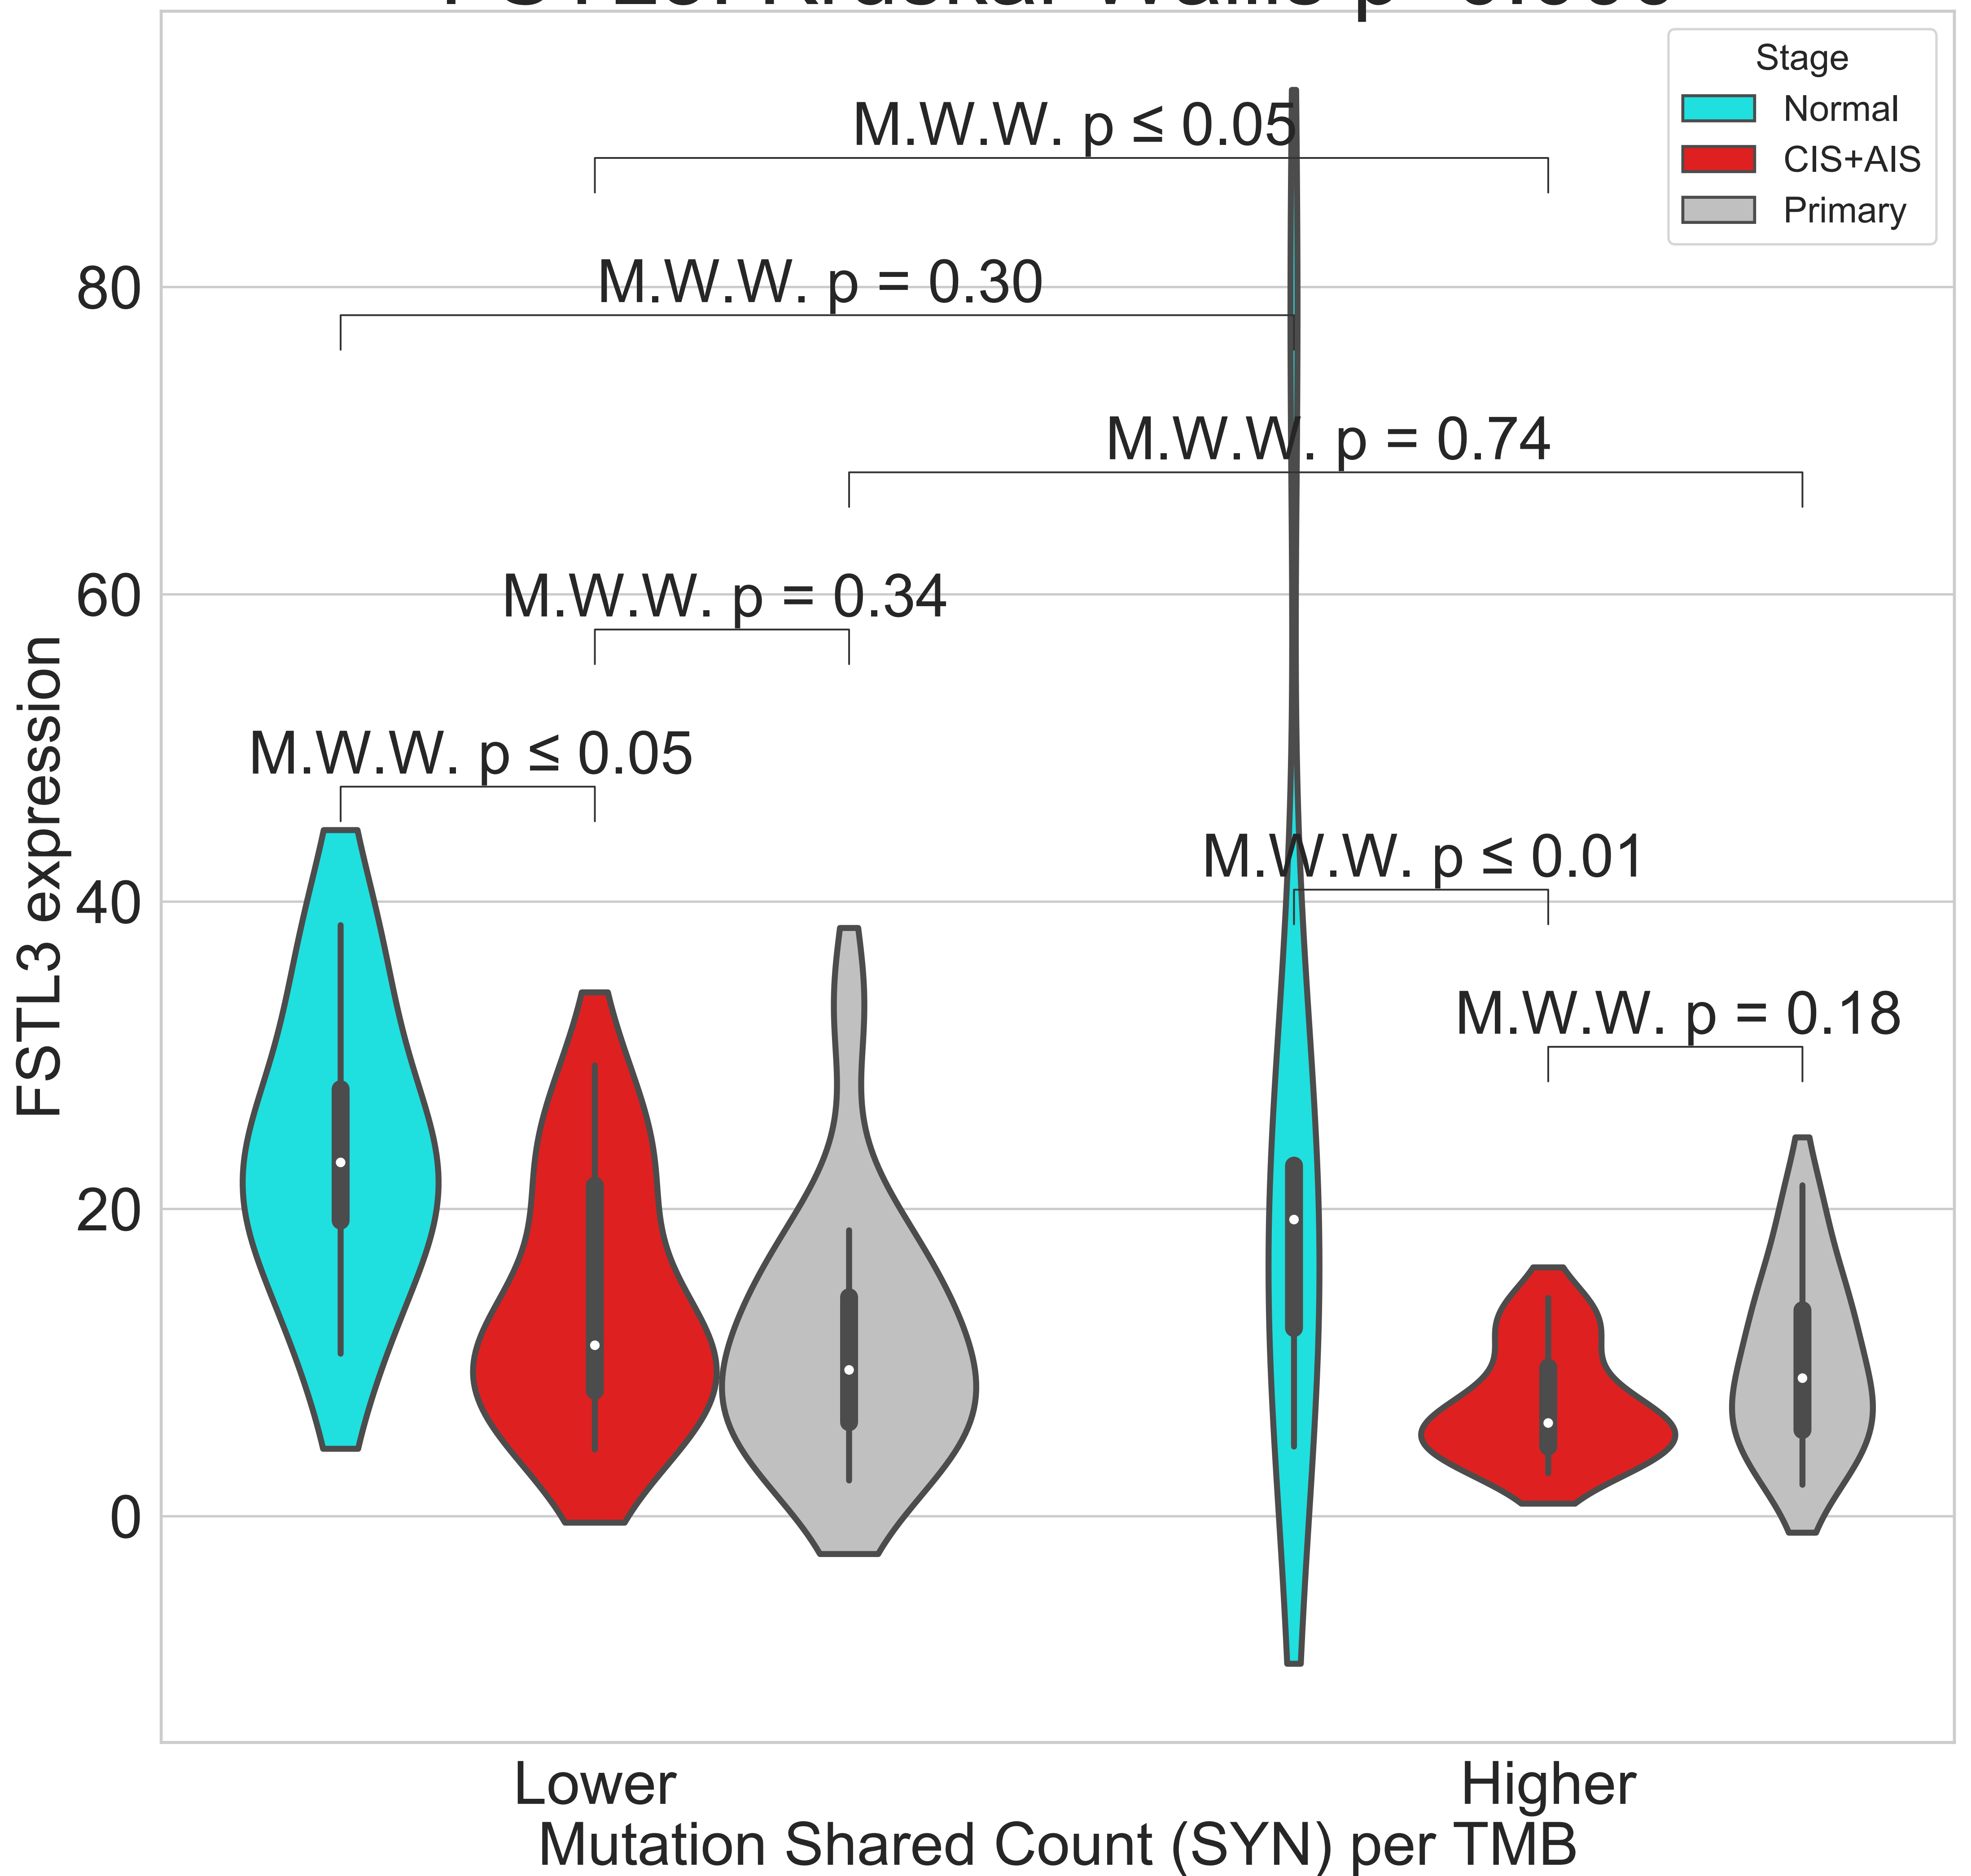 Stage
Normal
CIS+AIS
Primary
M.W.W. p ≤ 0.05
M.W.W. p = 0.30
M.W.W. p = 0.74
M.W.W. p = 0.34
M.W.W. p ≤ 0.05
M.W.W. p ≤ 0.01
M.W.W. p = 0.18
80
60
40
20
0
FSTL3 expression
Lower
Higher
Mutation Shared Count (SYN) per TMB